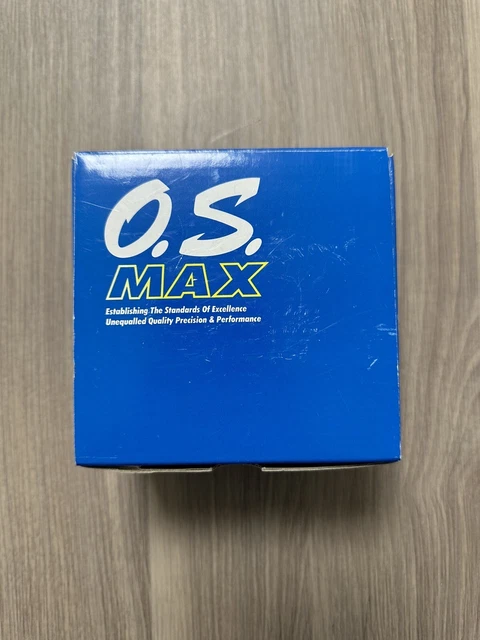 O.S.
MAX
Establishing The Standards Of Excellence
Unequalled Quality Precision & Performance